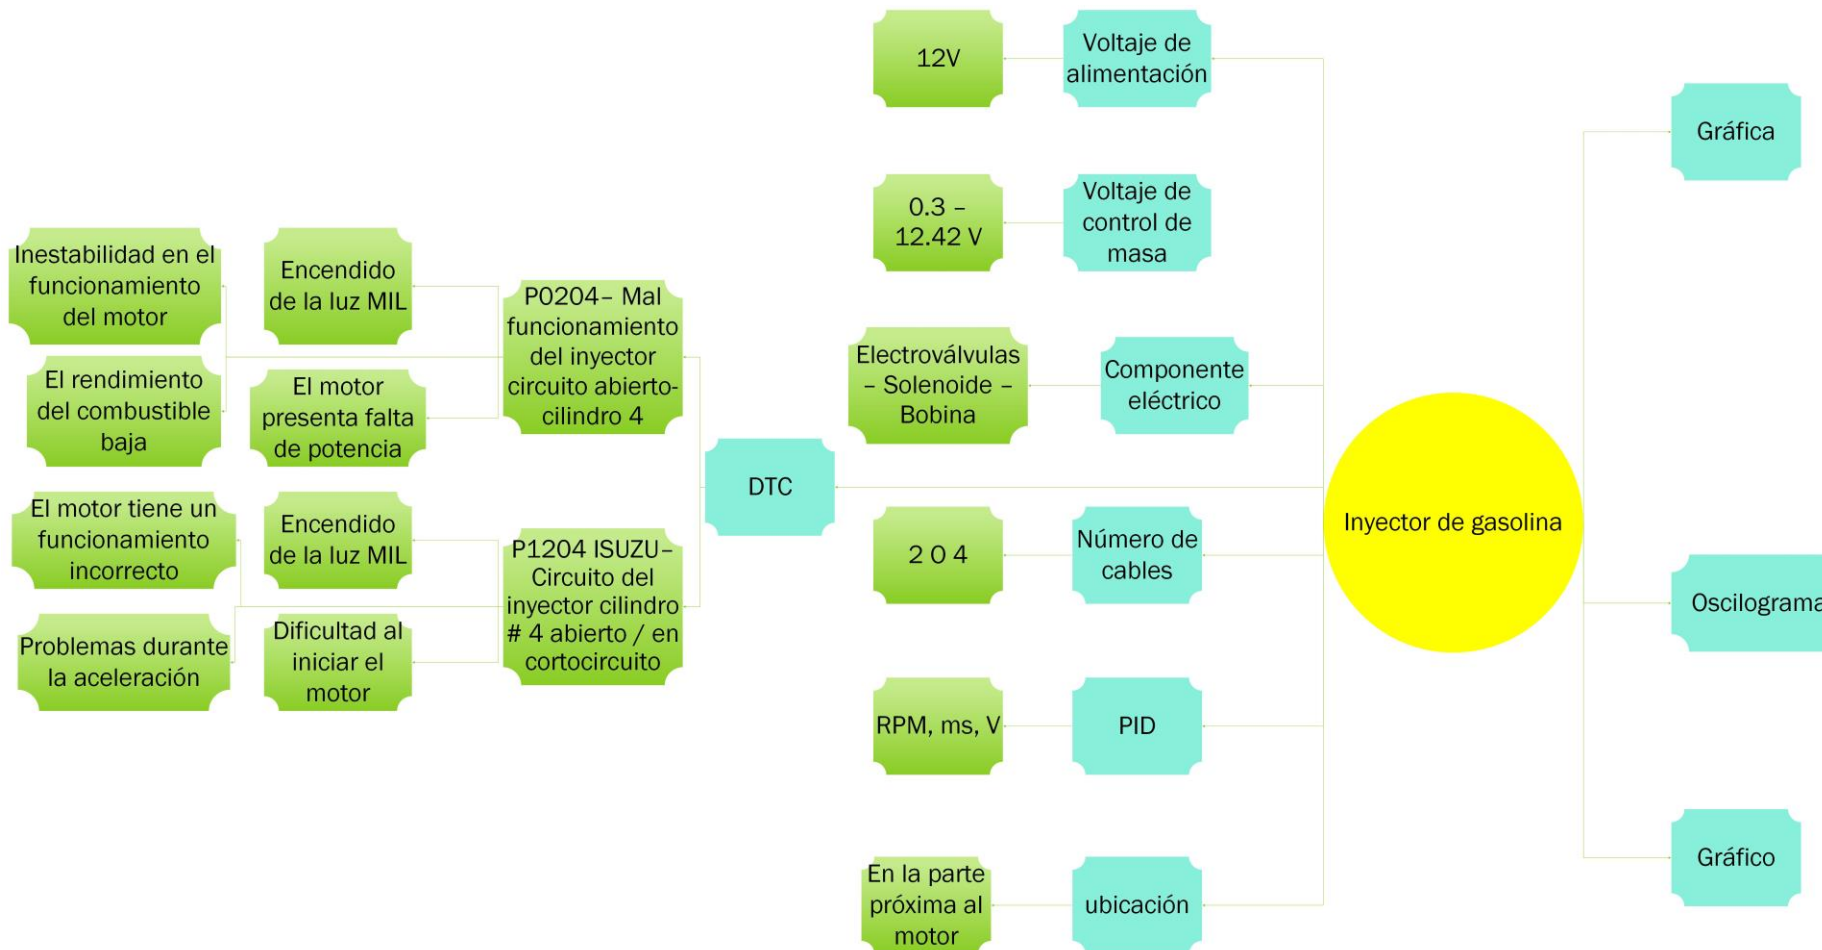 12V
Voltaje de
alimentación
Gráfica
0.3 –
12.42 V
Voltaje de
control de
masa
Inestabilidad en el
funcionamiento
del motor
Encendido
de la luz MIL
P0204– Mal
funcionamiento
del inyector
circuito abierto-
cilindro 4
El rendimiento
del combustible
baja
El motor
presenta falta
de potencia
Electroválvulas
– Solenoide –
Bobina
Componente
eléctrico
DTC
Inyector de gasolina
El motor tiene un
funcionamiento
incorrecto
Encendido
de la luz MIL
P1204 ISUZU–
Circuito del
inyector cilindro
# 4 abierto / en
cortocircuito
Problemas durante
la aceleración
Dificultad al
iniciar el
motor
2 O 4
Número de
cables
Oscilograma
RPM, ms, V
PID
Gráfico
En la parte
próxima al
motor
ubicación